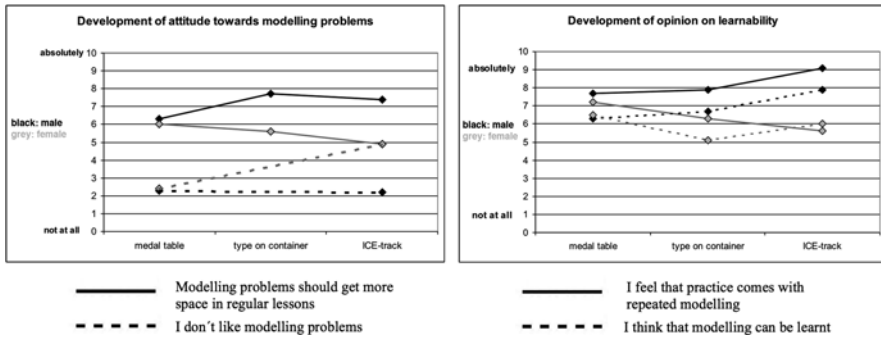 Development of attitude towards modelling problems
absolutely
10
9
8
7
black: male
6
grey: female
5
4
3
2
1
not at all
0
medal table type on container ICE-track
Modelling problems should get more
space in regular lessons
I don´t like modelling problems
Development of opinion on learnability
10
absolutely
9
8
7
black: male
6
grey: female
5
4
3
2
not at all
1
0
medal table type on container ICE-track
I feel that practice comes with
repeated modelling
I think that modelling can be learnt